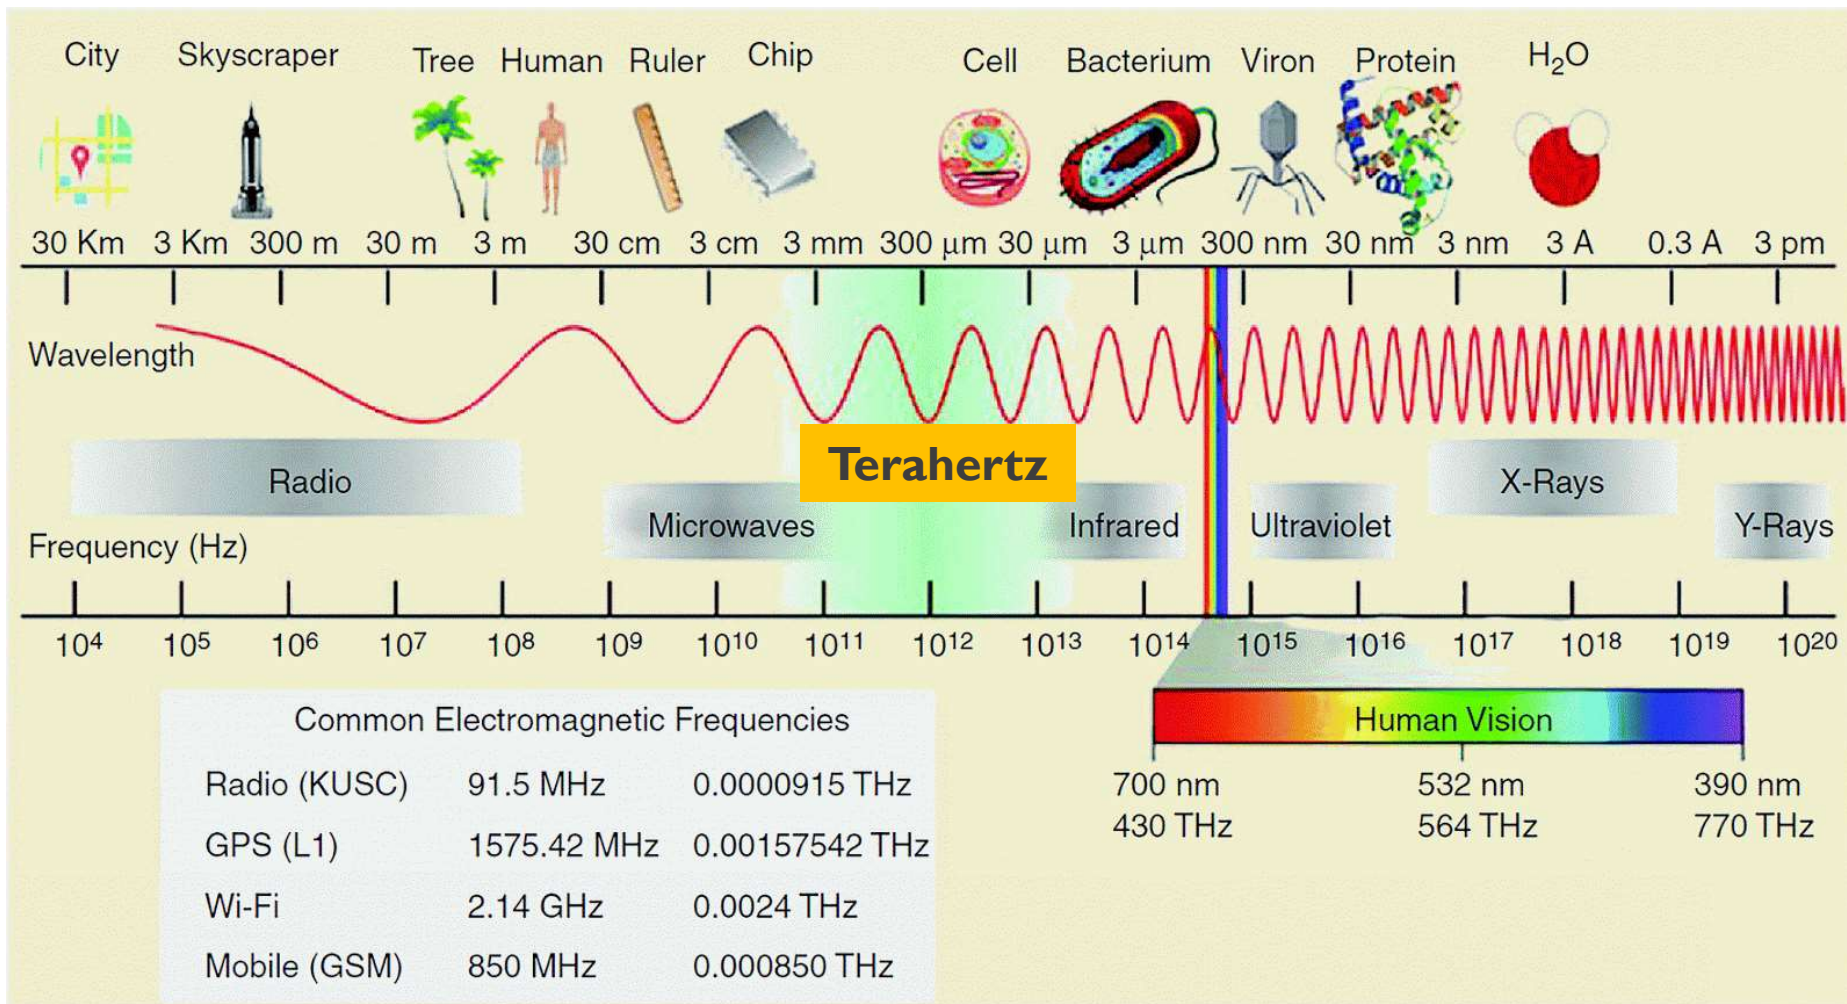 City Skyscraper Tree Human Ruler Chip Cell Bacterium Viron Protein H₂O
30 Km 3 Km 300 m 30 m 3 m 30 cm 3 cm 3 mm 300 µm 30 µm 3 µm 300 nm 30 nm 3 nm 3 A 0.3 A 3 pm
Wavelength
Terahertz
Radio
X-Rays
Microwaves Infrared Ultraviolet Y-Rays
Frequency (Hz)
10⁴ 10⁵ 10⁶ 10⁷ 10⁸ 10⁹ 10¹⁰ 10¹¹ 10¹² 10¹³ 10¹⁴ 10¹⁵ 10¹⁶ 10¹⁷ 10¹⁸ 10¹⁹ 10²⁰
Common Electromagnetic Frequencies
Radio (KUSC) 91.5 MHz 0.0000915 THz
GPS (L1) 1575.42 MHz 0.00157542 THz
Wi-Fi 2.14 GHz 0.0024 THz
Mobile (GSM) 850 MHz 0.000850 THz
Human Vision
700 nm 532 nm 390 nm
430 THz 564 THz 770 THz